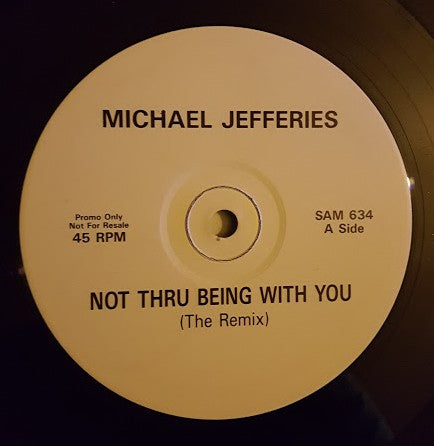 MICHAEL JEFFERIES
Promo Only
Not For Resale
45 RPM
SAM 634
A Side
NOT THRU BEING WITH YOU
(The Remix)